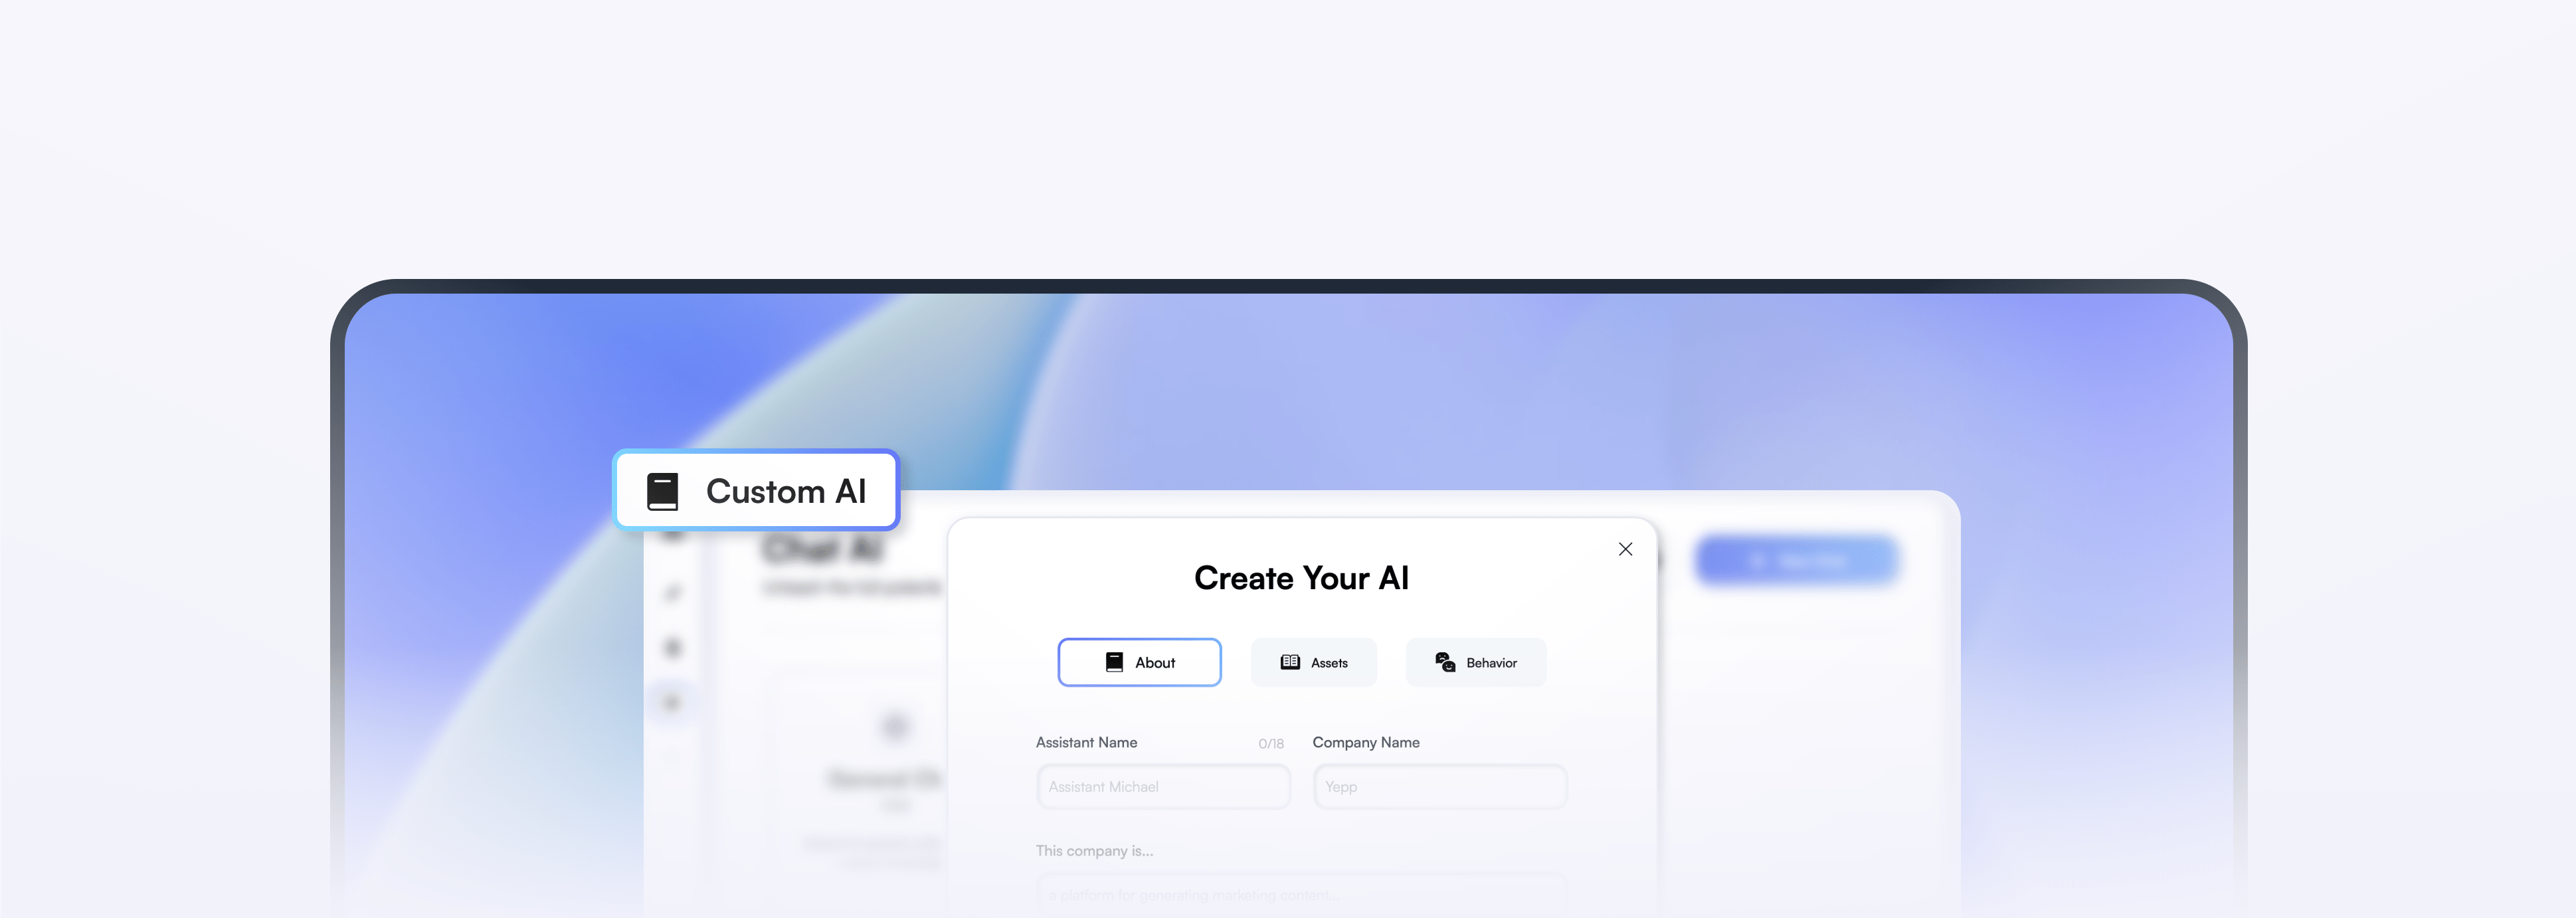 Custom AI
Chat AI
Create Your AI
About
Assets
Behavior
Assistant Name
0/18
Company Name
Assistant Michael
Yepp
This company is...
a platform for generating marketing content...